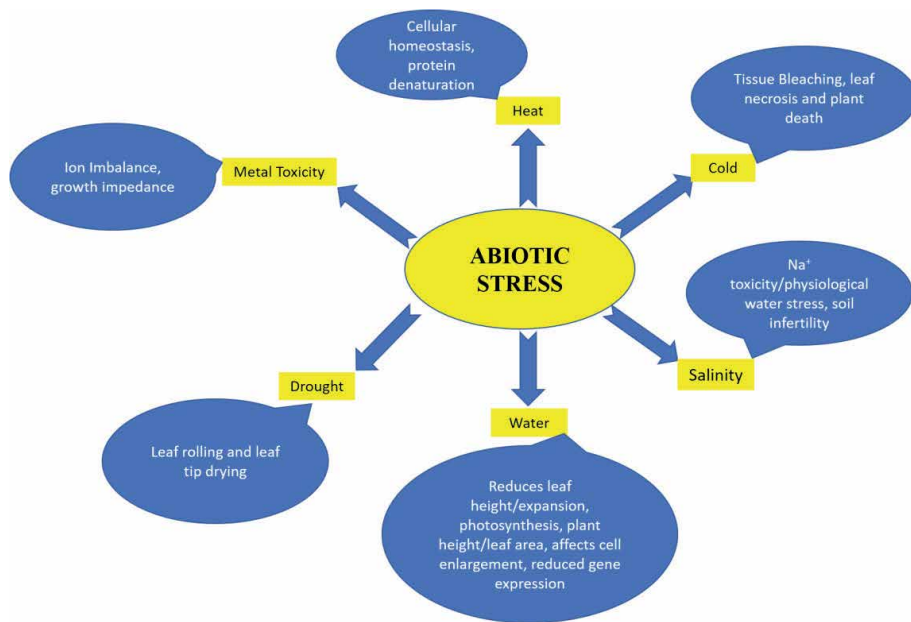 Cellular
homeostasis,
protein
denaturation
Heat
Tissue Bleaching, leaf
necrosis and plant
death
Cold
Ion Imbalance,
growth impedance
Metal Toxicity
ABIOTIC
STRESS
Na⁺
toxicity/physiological
water stress, soil
infertility
Salinity
Drought
Leaf rolling and leaf
tip drying
Water
Reduces leaf
height/expansion,
photosynthesis, plant
height/leaf area, affects cell
enlargement, reduced gene
expression